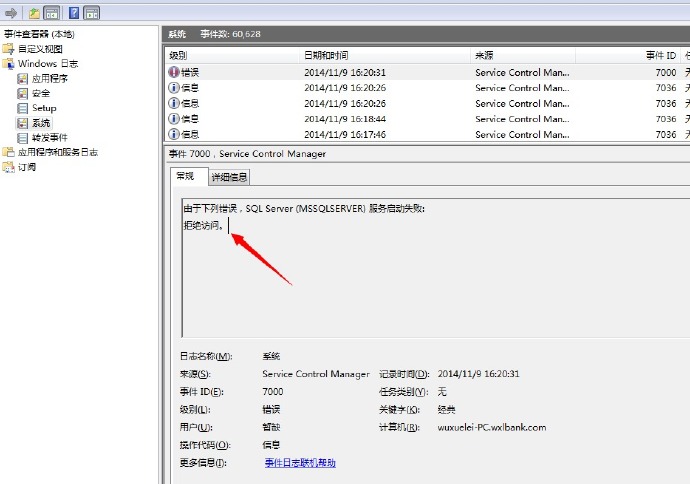 事件查看器 (本地)
自定义视图
Windows 日志
应用程序
安全
Setup
系统
转发事件
应用程序和服务日志
订阅
系统 事件数: 60,628
级别 日期和时间 来源 事件 ID
错误 2014/11/9 16:20:31 Service Control Man... 7000 无
信息 2014/11/9 16:20:26 Service Control Man... 7036 无
信息 2014/11/9 16:20:26 Service Control Man... 7036 无
信息 2014/11/9 16:18:44 Service Control Man... 7036 无
信息 2014/11/9 16:17:46 Service Control Man... 7036 无
事件 7000，Service Control Manager
常规 详细信息
由于下列错误，SQL Server (MSSQLSERVER) 服务启动失败:
拒绝访问。
日志名称(M): 系统
来源(S): Service Control Manager 记录时间(D): 2014/11/9 16:20:31
事件 ID(E): 7000 任务类别(Y): 无
级别(L): 错误 关键字(K): 经典
用户(U): 暂缺 计算机(R): wuxuelei-PC.wxlbank.com
操作代码(O): 信息
更多信息(I): 事件日志联机帮助